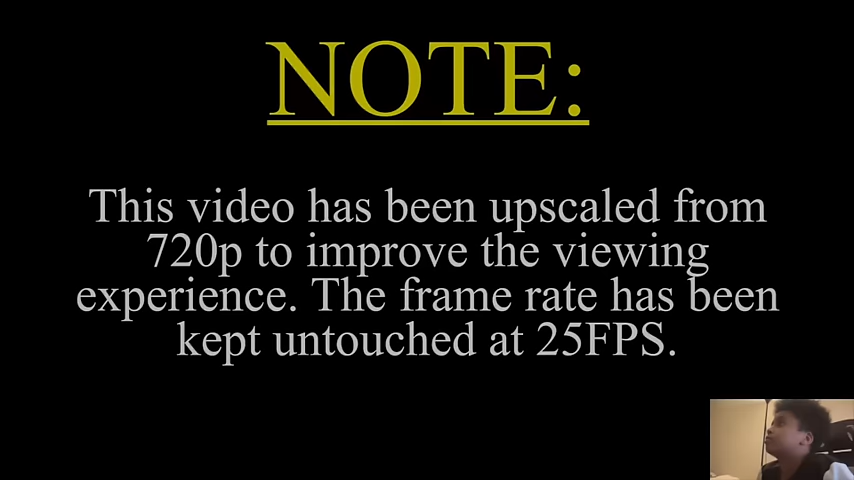 NOTE:
This video has been upscaled from
720p to improve the viewing
experience. The frame rate has been
kept untouched at 25FPS.